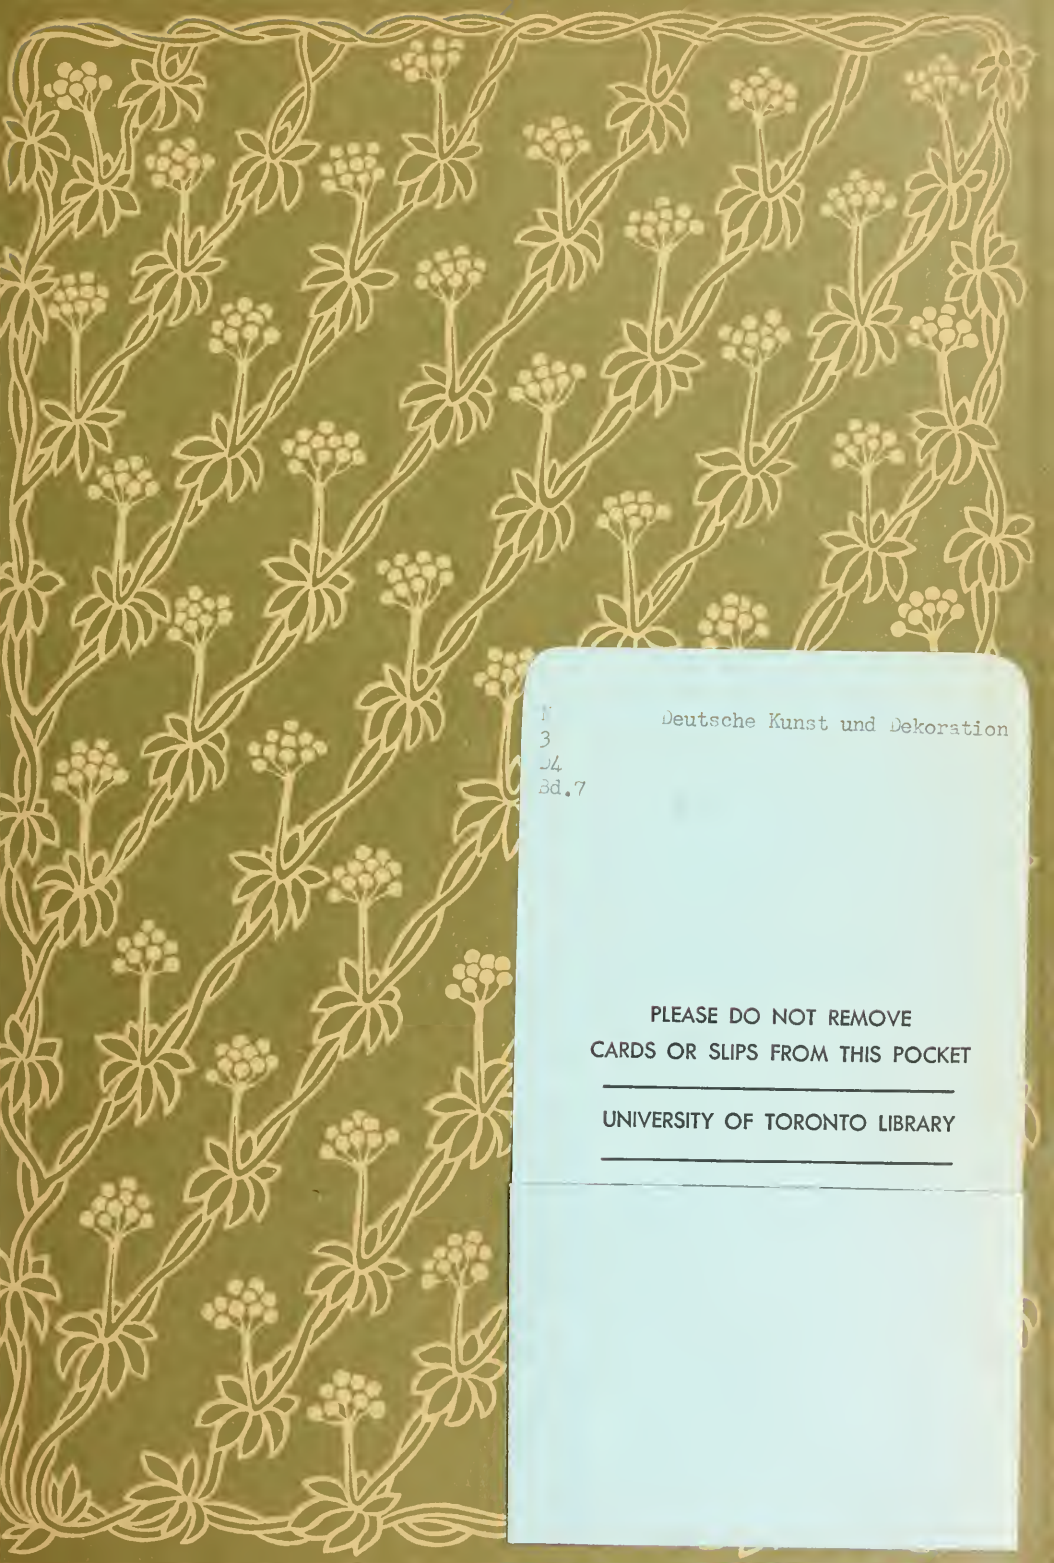 N Deutsche Kunst und Dekoration
3
D4
Bd.7
PLEASE DO NOT REMOVE
CARDS OR SLIPS FROM THIS POCKET
UNIVERSITY OF TORONTO LIBRARY